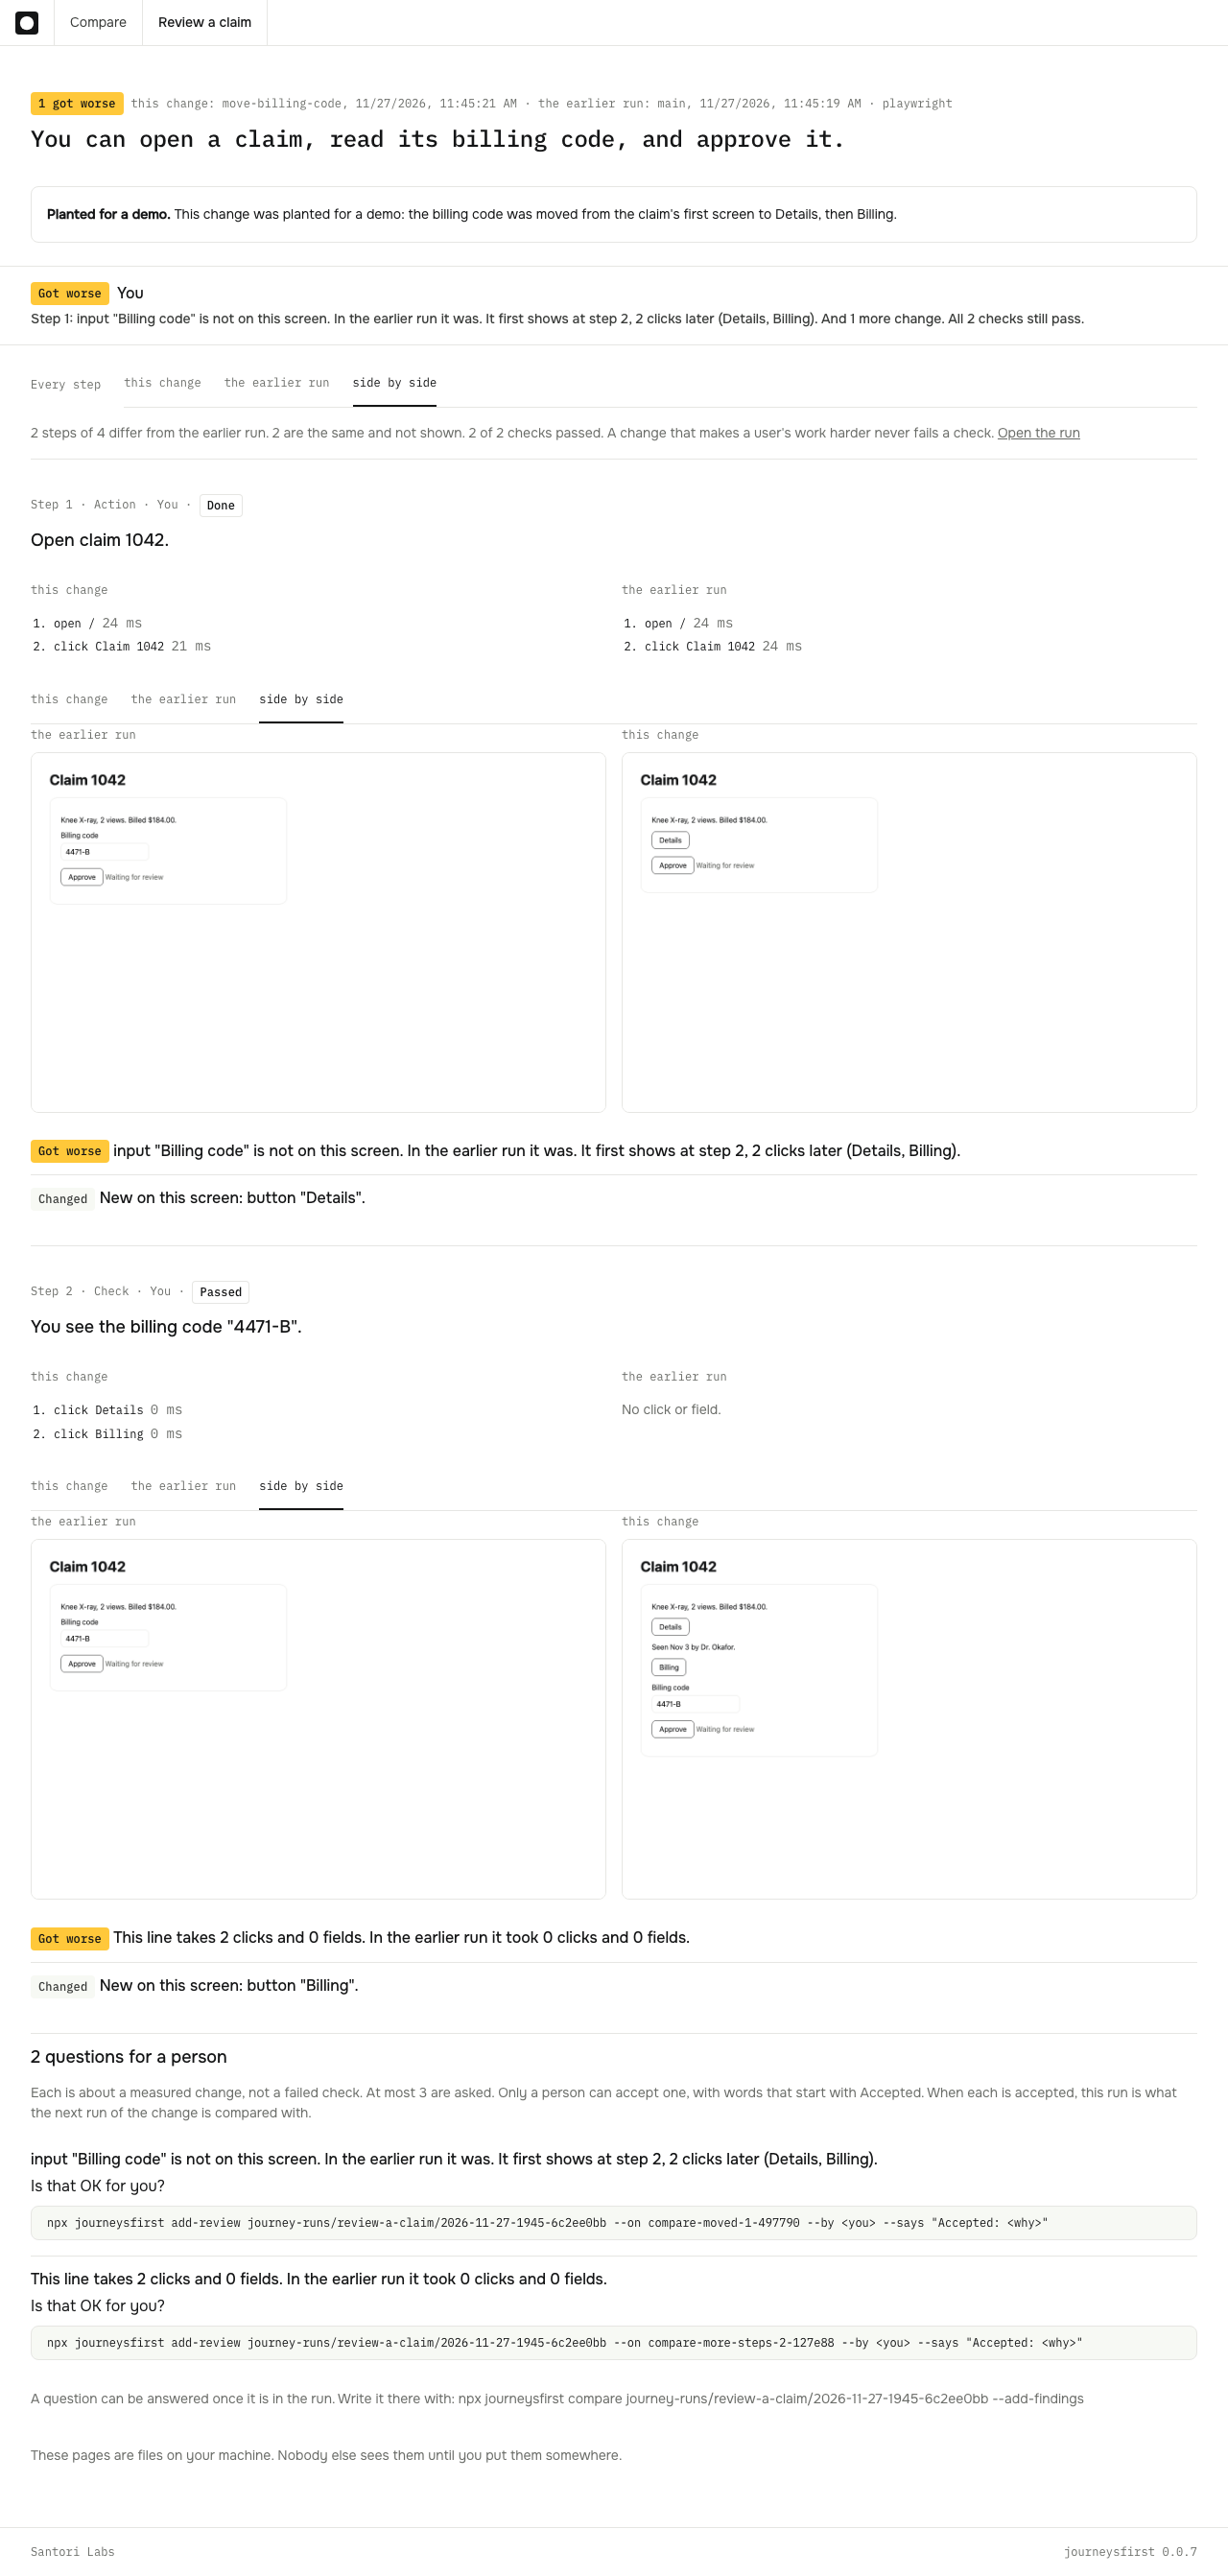 Compare
Review a claim
1 got worse this change: move-billing-code, 11/27/2026, 11:45:21 AM · the earlier run: main, 11/27/2026, 11:45:19 AM · playwright
You can open a claim, read its billing code, and approve it.
Planted for a demo. This change was planted for a demo: the billing code was moved from the claim's first screen to Details, then Billing.
Got worse You
Step 1: input "Billing code" is not on this screen. In the earlier run it was. It first shows at step 2, 2 clicks later (Details, Billing). And 1 more change. All 2 checks still pass.
Every step this change the earlier run side by side
2 steps of 4 differ from the earlier run. 2 are the same and not shown. 2 of 2 checks passed. A change that makes a user's work harder never fails a check. Open the run
Step 1 · Action · You · Done
Open claim 1042.
this change
1. open / 24 ms
2. click Claim 1042 21 ms
the earlier run
1. open / 24 ms
2. click Claim 1042 24 ms
this change the earlier run side by side
the earlier run
Claim 1042
Knee X-ray, 2 views. Billed $184.00.
Billing code
4471-B
Approve Waiting for review
this change
Claim 1042
Knee X-ray, 2 views. Billed $184.00.
Details
Approve Waiting for review
Got worse input "Billing code" is not on this screen. In the earlier run it was. It first shows at step 2, 2 clicks later (Details, Billing).
Changed New on this screen: button "Details".
Step 2 · Check · You · Passed
You see the billing code "4471-B".
this change
1. click Details 0 ms
2. click Billing 0 ms
the earlier run
No click or field.
this change the earlier run side by side
the earlier run
Claim 1042
Knee X-ray, 2 views. Billed $184.00.
Billing code
4471-B
Approve Waiting for review
this change
Claim 1042
Knee X-ray, 2 views. Billed $184.00.
Details
Seen Nov 3 by Dr. Okafor.
Billing
Billing code
4471-B
Approve Waiting for review
Got worse This line takes 2 clicks and 0 fields. In the earlier run it took 0 clicks and 0 fields.
Changed New on this screen: button "Billing".
2 questions for a person
Each is about a measured change, not a failed check. At most 3 are asked. Only a person can accept one, with words that start with Accepted. When each is accepted, this run is what
the next run of the change is compared with.
input "Billing code" is not on this screen. In the earlier run it was. It first shows at step 2, 2 clicks later (Details, Billing).
Is that OK for you?
npx journeysfirst add-review journey-runs/review-a-claim/2026-11-27-1945-6c2ee0bb --on compare-moved-1-497790 --by <you> --says "Accepted: <why>"
This line takes 2 clicks and 0 fields. In the earlier run it took 0 clicks and 0 fields.
Is that OK for you?
npx journeysfirst add-review journey-runs/review-a-claim/2026-11-27-1945-6c2ee0bb --on compare-more-steps-2-127e88 --by <you> --says "Accepted: <why>"
A question can be answered once it is in the run. Write it there with: npx journeysfirst compare journey-runs/review-a-claim/2026-11-27-1945-6c2ee0bb --add-findings
These pages are files on your machine. Nobody else sees them until you put them somewhere.
Santori Labs
journeysfirst 0.0.7